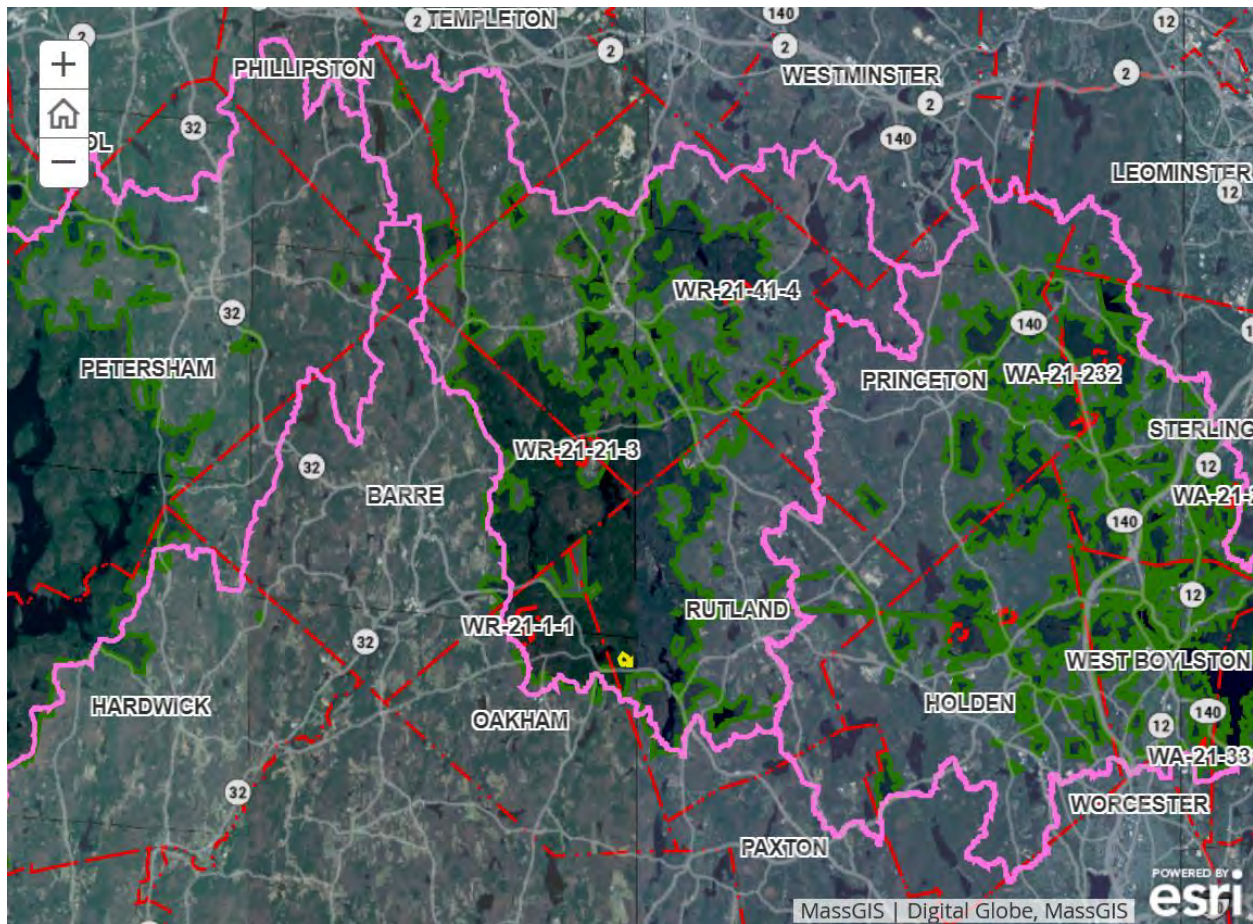 TEMPLETON
140
12
2
2
2
2
PHILLIPSTON
WESTMINSTER
2
2
32
140
LEOMINSTER
12
WR-21-41-4
32
140
PETERSHAM
PRINCETON
WA-21-232
STERLING
WR-21-21-3
12
32
BARRE
140
12
RUTLAND
WR-21-1-1
32
WEST BOYLSTON
HARDWICK
HOLDEN
OAKHAM
140
12
WA-21-33
32
WORCESTER
PAXTON
POWERED BY
esri
MassGIS | Digital Globe, MassGIS